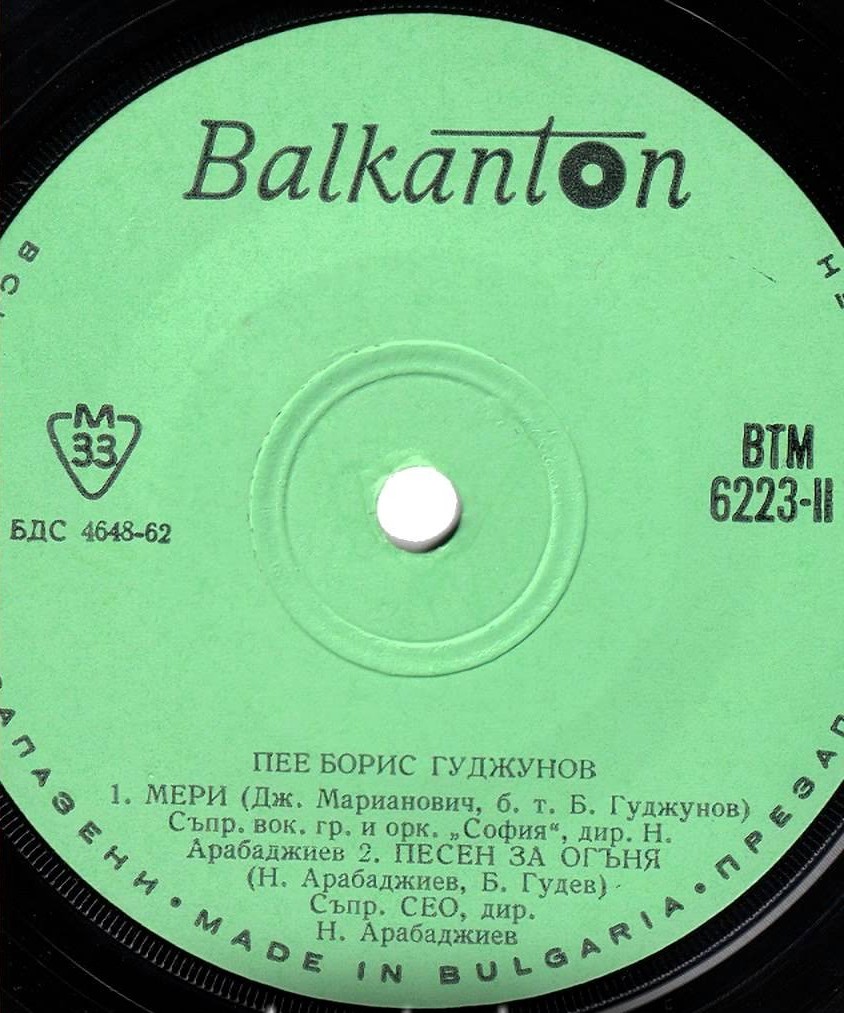 Balkanton
M
33
БДС 4648-62
ВТМ
6223-II
ПЕЕ БОРИС ГУДЖУНОВ
1. МЕРИ (Дж. Марианович, б. т. Б. Гуджунов)
Съпр. вок. гр. и орк. „София“, дир. Н.
Арабаджиев 2. ПЕСЕН ЗА ОГЪНЯ
(Н. Арабаджиев, Б. Гудев)
Съпр. СЕО, дир.
Н. Арабаджиев
• MADE IN BULGARIA •